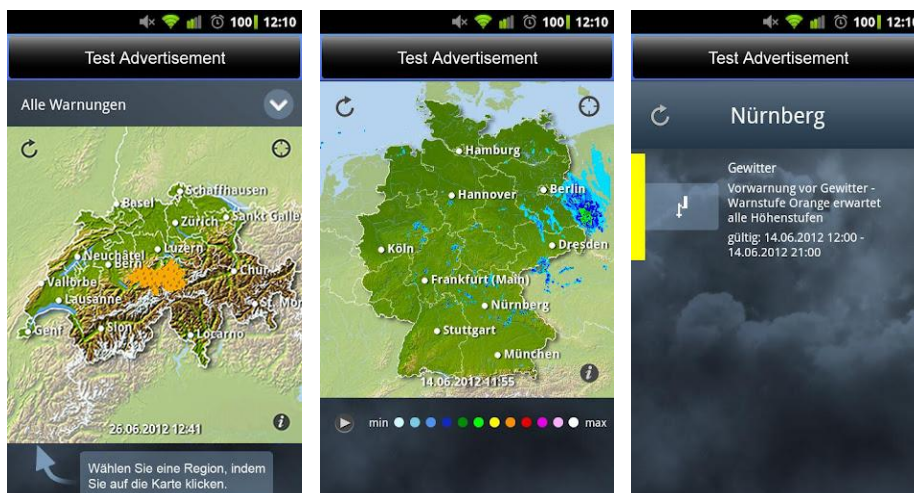 100 12:10
Test Advertisement
Alle Warnungen
Schaffhausen
Basel
Zürich
Sankt Galle
Luzern
Neuchâtel
Bern
Chur
Vallorbe
Lausanne
St. Mor
Genf
Sion
Locarno
26.06.2012 12:41
Wählen Sie eine Region, indem
Sie auf die Karte klicken.
100 12:10
Test Advertisement
Hamburg
Hannover
Berlin
Köln
Dresden
Frankfurt (Main)
Nürnberg
Stuttgart
München
14.06.2012 11:55
min max
100 12:10
Test Advertisement
Nürnberg
Gewitter
Vorwarnung vor Gewitter -
Warnstufe Orange erwartet
alle Höhenstufen
gültig: 14.06.2012 12:00 -
14.06.2012 21:00